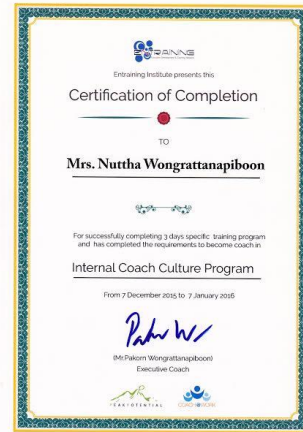 Entraining Institute presents this
Certification of Completion
TO
Mrs. Nuttha Wongrattanapiboon
For successfully completing 3 days specific training program
and has completed the requirements to become coach in
Internal Coach Culture Program
From 7 December 2015 to 7 January 2016
(Mr.Pakorn Wongrattanapiboon)
Executive Coach
PEAK POTENTIAL